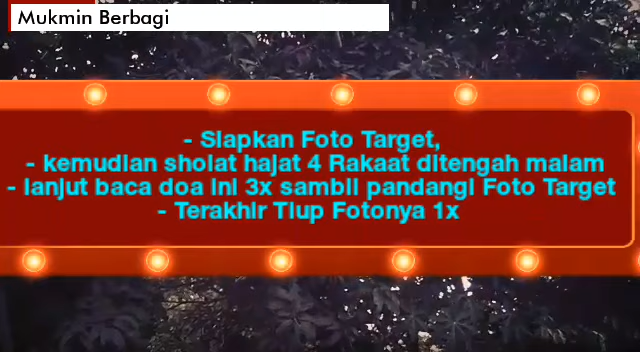 Mukmin Berbagi
- Siapkan Foto Target,
- kemudian sholat hajat 4 Rakaat ditengah malam
- lanjut baca doa ini 3x sambil pandangi Foto Target
- Terakhir Tiup Fotonya 1x